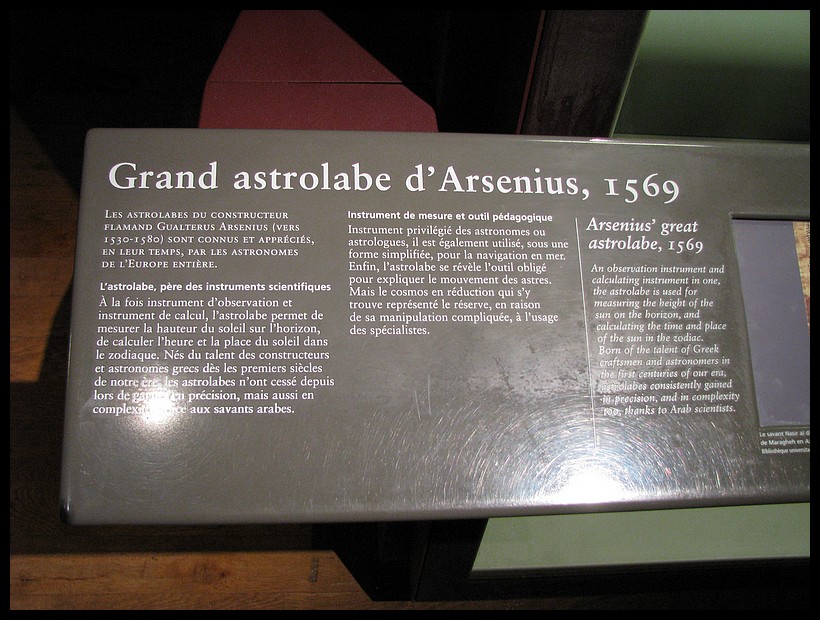 Grand astrolabe d'Arsenius, 1569
Les astrolabes du constructeur
flamand Gualterus Arsenius (vers
1530-1580) sont connus et appréciés,
en leur temps, par les astronomes
de l'Europe entière.
L'astrolabe, père des instruments scientifiques
À la fois instrument d'observation et
instrument de calcul, l'astrolabe permet de
mesurer la hauteur du soleil sur l'horizon,
de calculer l'heure et la place du soleil dans
le zodiaque. Nés du talent des constructeurs
et astronomes grecs dès les premiers siècles
de notre ère, les astrolabes n'ont cessé depuis
lors de gagner en précision, mais aussi en
complexité, grâce aux savants arabes.
Instrument de mesure et outil pédagogique
Instrument privilégié des astronomes ou
astrologues, il est également utilisé, sous une
forme simplifiée, pour la navigation en mer.
Enfin, l'astrolabe se révèle l'outil obligé
pour expliquer le mouvement des astres.
Mais le cosmos en réduction qui s'y
trouve représenté le réserve, en raison
de sa manipulation compliquée, à l'usage
des spécialistes.
Arsenius' great
astrolabe, 1569
An observation instrument and
calculating instrument in one,
the astrolabe is used for
measuring the height of the
sun on the horizon, and
calculating the time and place
of the sun in the zodiac.
Born of the talent of Greek
craftsmen and astronomers in
the first centuries of our era,
astrolabes consistently gained
in precision, and in complexity
too, thanks to Arab scientists.
Le savant Nasir al
de Maragheh en
Bibliothèque